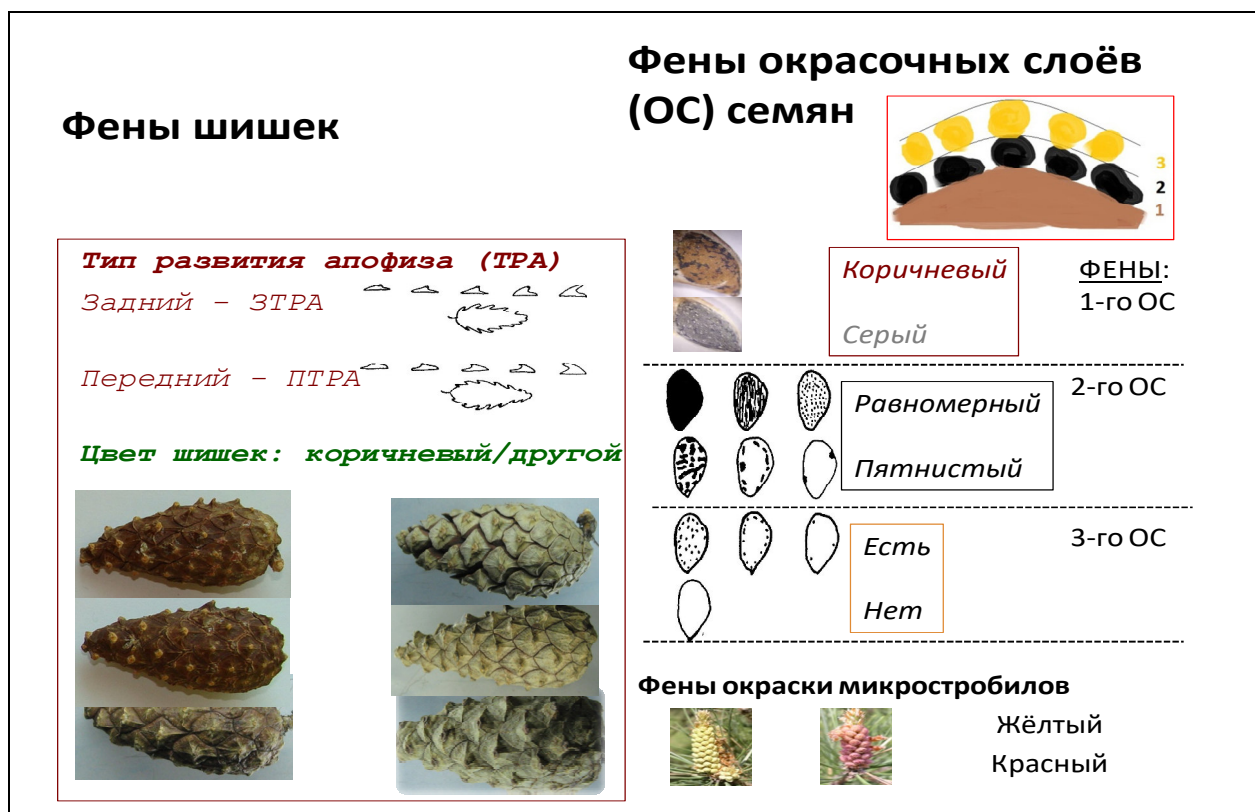 Фены шишек
Тип развития апофиза (ТРА)
Задний – ЗТРА
Передний – ПТРА
Цвет шишек: коричневый/другой
Фены окрасочных слоёв
(ОС) семян
3
2
1
Коричневый
Серый
ФЕНЫ:
1-го ОС
Равномерный
Пятнистый
2-го ОС
Есть
Нет
3-го ОС
Фены окраски микростробилов
Жёлтый
Красный